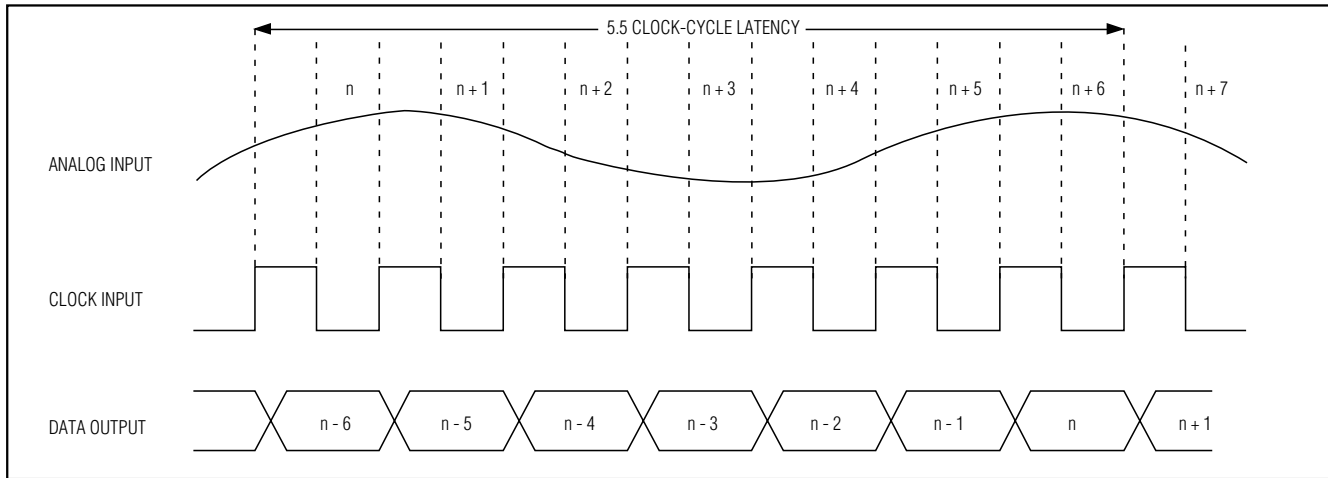 5.5 CLOCK-CYCLE LATENCY
n n + 1 n + 2 n + 3 n + 4 n + 5 n + 6 n + 7
ANALOG INPUT
CLOCK INPUT
DATA OUTPUT n - 6 n - 5 n - 4 n - 3 n - 2 n - 1 n n + 1